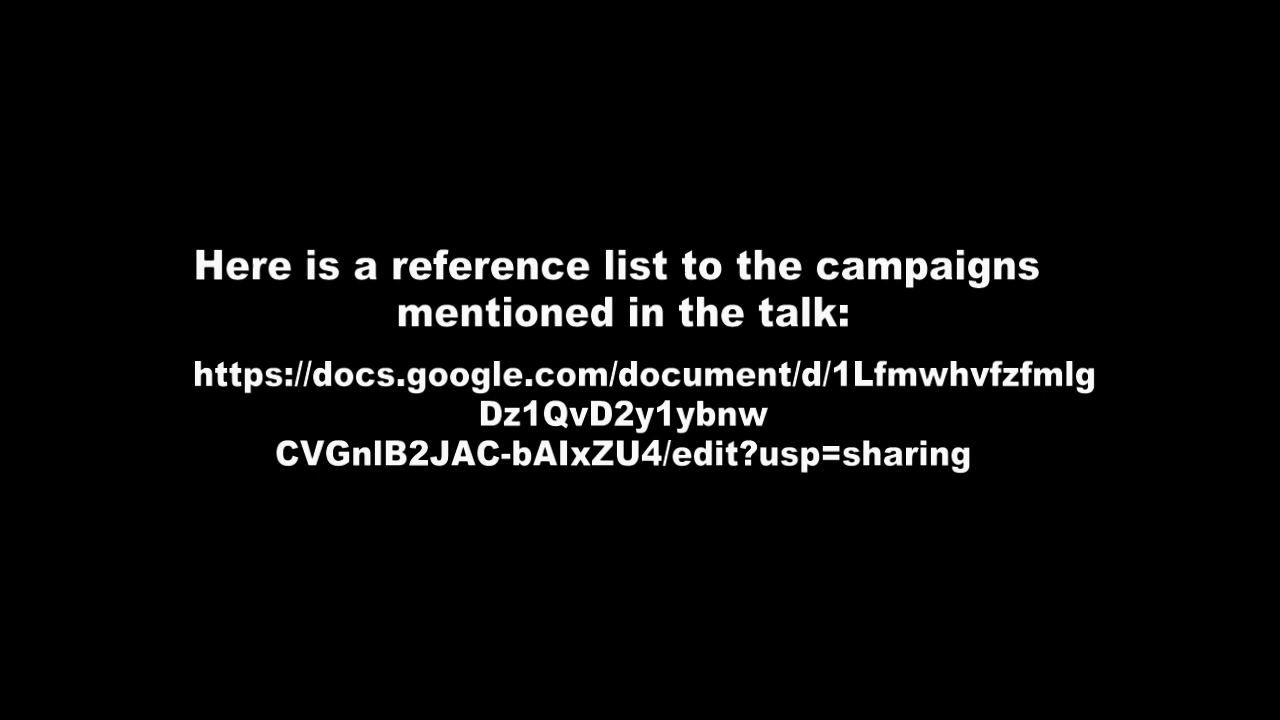 Here is a reference list to the campaigns
mentioned in the talk:
https://docs.google.com/document/d/1Lfmwhvfzfmlg
Dz1QvD2y1ybnw
CVGnlB2JAC-bAIxZU4/edit?usp=sharing